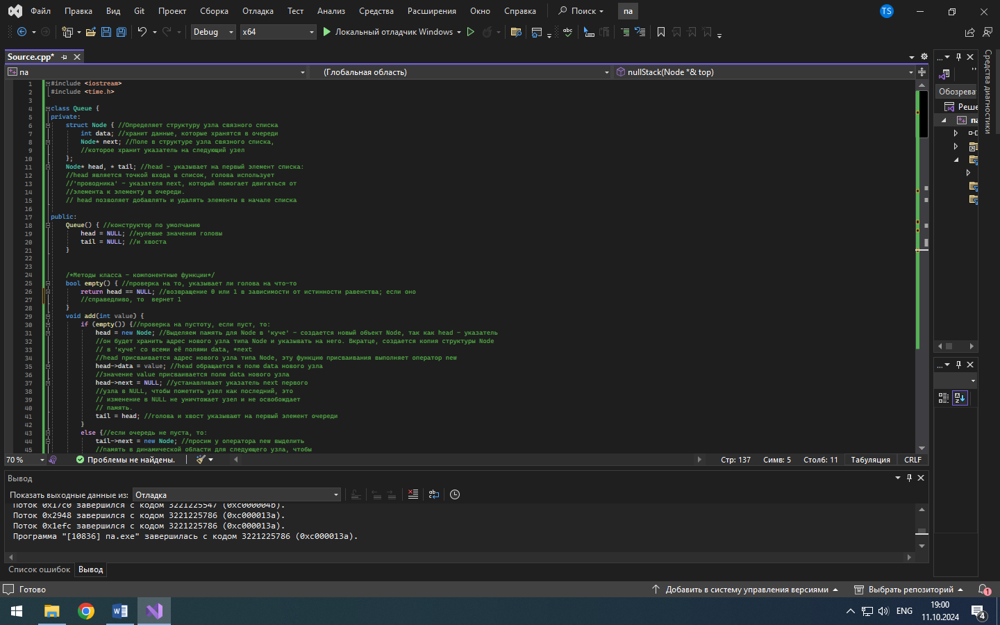 Файл Правка Вид Git Проект Сборка Отладка Тест Анализ Средства Расширения Окно Справка Поиск па TS
Debug x64 Локальный отладчик Windows
Source.cpp*
па (Глобальная область) nullStack(Node *& top)
1 #include <iostream>
2 #include <time.h>
3
4 class Queue {
5 private:
6 struct Node { //Определяет структуру узла связного списка
7 int data; //хранит данные, которые хранятся в очереди
8 Node* next; //Поле в структуре узла связного списка,
9 //которое хранит указатель на следующий узел
10 };
11 Node* head, * tail; //head - указывает на первый элемент списка:
12 //head является точкой входа в список, голова использует
13 //'проводника' - указателя next, который помогает двигаться от
14 //элемента к элементу в очереди.
15 // head позволяет добавлять и удалять элементы в начале списка
16
17 public:
18 Queue() { //конструктор по умолчанию
19 head = NULL; //нулевые значения головы
20 tail = NULL; //и хвоста
21 }
22
23
24 /*Методы класса - компонентные функции*/
25 bool empty() { //проверка на то, указывает ли голова на что-то
26 return head == NULL; //возвращение 0 или 1 в зависимости от истинности равенства; если оно
27 //справедливо, то  вернет 1
28 }
29 void add(int value) {
30 if (empty()) {//проверка на пустоту, если пуст, то:
31 head = new Node; //Выделяем память для Node в 'куче' - создается новый объект Node, так как head - указатель
32 //он будет хранить адрес нового узла типа Node и указывать на него. Вкратце, создается копия структуры Node
33 // в 'куче' со всеми её полями data, *next
34 //head присваивается адрес нового узла типа Node, эту функцию присваивания выполняет оператор new
35 head->data = value; //head обращается к полю data нового узла
36 //значение value присваивается полю data нового узла
37 head->next = NULL; //устанавливает указатель next первого
38 //узла в NULL, чтобы пометить узел как последний, это
39 // изменение в NULL не уничтожает узел и не освобождает
40 // память.
41 tail = head; //голова и хвост указывают на первый элемент очереди
42 }
43 else {//если очередь не пуста, то:
44 tail->next = new Node; //просим у оператора new выделить
45 //память в динамической области для следующего узла, чтобы
70 % Проблемы не найдены. Стр: 137 Симв: 5 Столб: 11 Табуляция CRLF
Вывод
Показать выходные данные из: Отладка
Поток 0x17c0 завершился с кодом 3221225547 (0xc000004b).
Поток 0x2948 завершился с кодом 3221225786 (0xc000013a).
Поток 0x1efc завершился с кодом 3221225786 (0xc000013a).
Программа "[10836] па.exe" завершилась с кодом 3221225786 (0xc000013a).
Список ошибок Вывод
Обозреват
Реше
па
Средства диагностики
Готово Добавить в систему управления версиями Выбрать репозиторий 1
ENG 19:00
11.10.2024 4